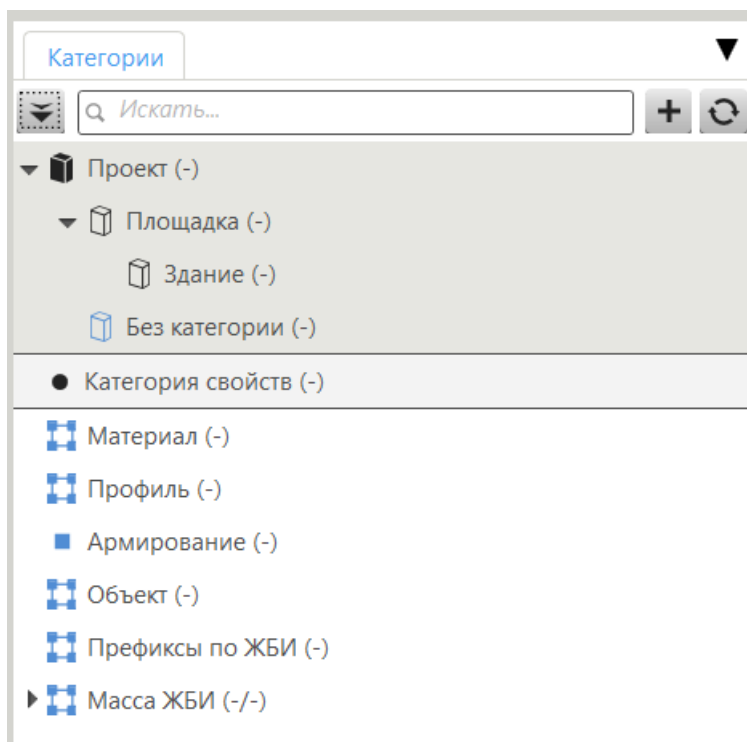 Категории
Искать...
Проект (-)
Площадка (-)
Здание (-)
Без категории (-)
Категория свойств (-)
Материал (-)
Профиль (-)
Армирование (-)
Объект (-)
Префиксы по ЖБИ (-)
Масса ЖБИ (-/-)